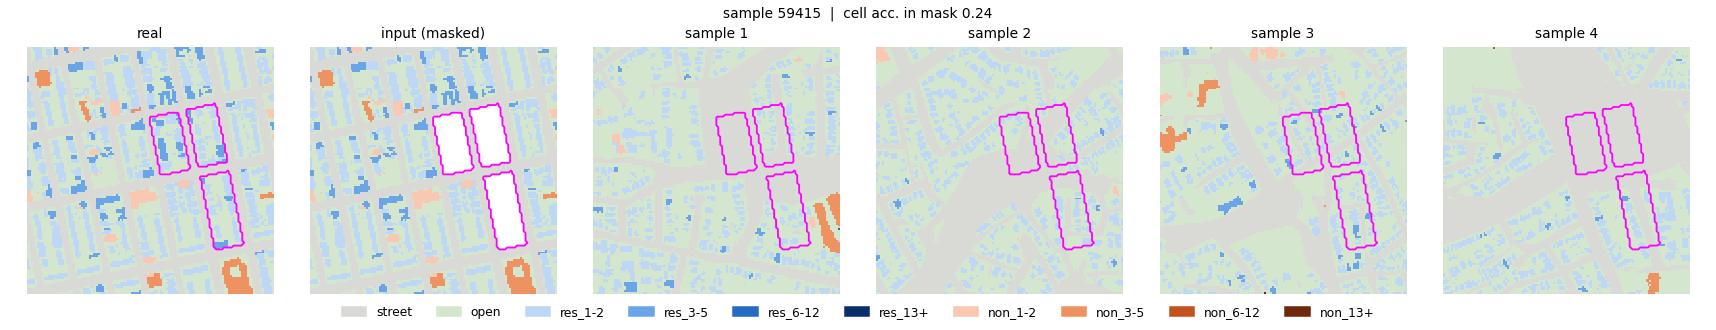 sample 59415  |  cell acc. in mask 0.24
real
input (masked)
sample 1
sample 2
sample 3
sample 4
street
open
res_1-2
res_3-5
res_6-12
res_13+
non_1-2
non_3-5
non_6-12
non_13+